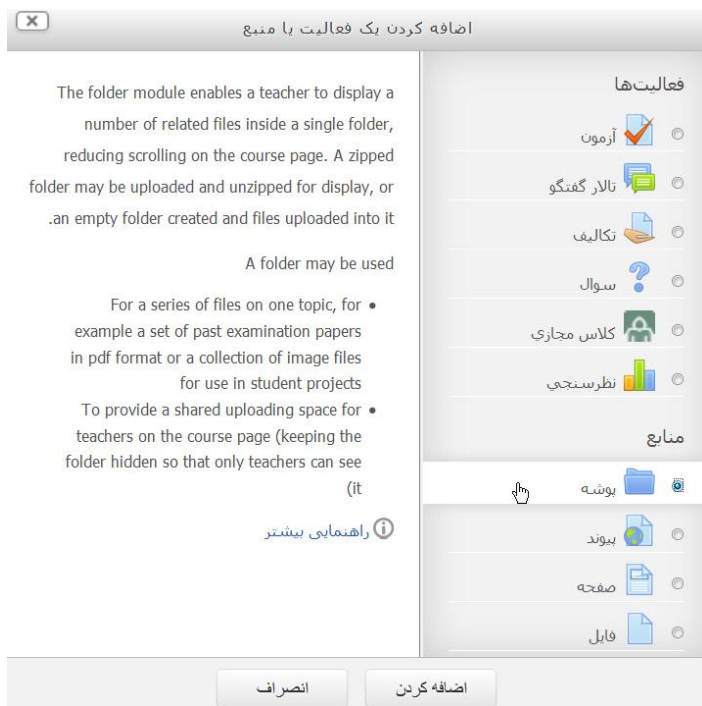 اضافه کردن یک فعالیت یا منبع
فعالیت‌ها
آزمون
تالار گفتگو
تکالیف
سوال
کلاس مجازي
نظرسنجي
منابع
پوشه
پیوند
صفحه
فایل
The folder module enables a teacher to display a
number of related files inside a single folder,
reducing scrolling on the course page. A zipped
folder may be uploaded and unzipped for display, or
.an empty folder created and files uploaded into it
A folder may be used
For a series of files on one topic, for •
example a set of past examination papers
in pdf format or a collection of image files
for use in student projects
To provide a shared uploading space for •
teachers on the course page (keeping the
folder hidden so that only teachers can see
(it
راهنمایی بیشتر
اضافه کردن
انصراف